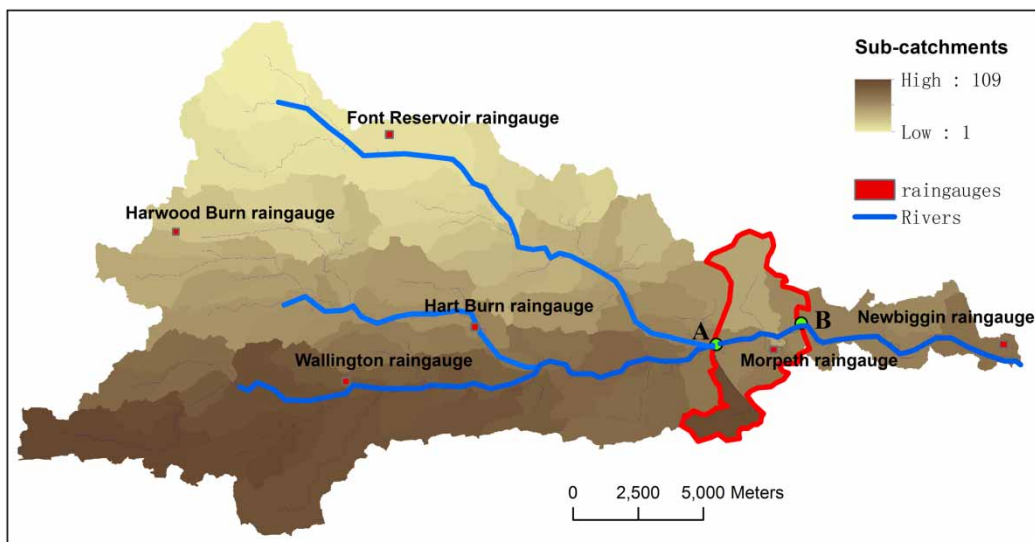 Sub-catchments
High : 109
Low : 1
raingauges
Rivers
Font Reservoir raingauge
Harwood Burn raingauge
Hart Burn raingauge
Wallington raingauge
A
B
Newbiggin raingauge
Morpeth raingauge
0 2,500 5,000 Meters